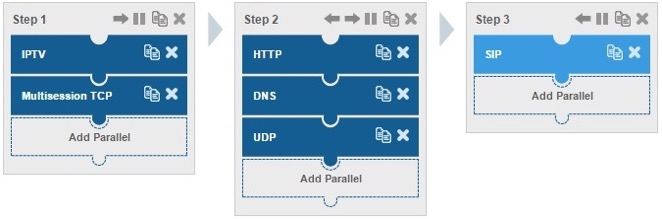 Step 1
IPTV
Multisession TCP
Add Parallel
Step 2
HTTP
DNS
UDP
Add Parallel
Step 3
SIP
Add Parallel